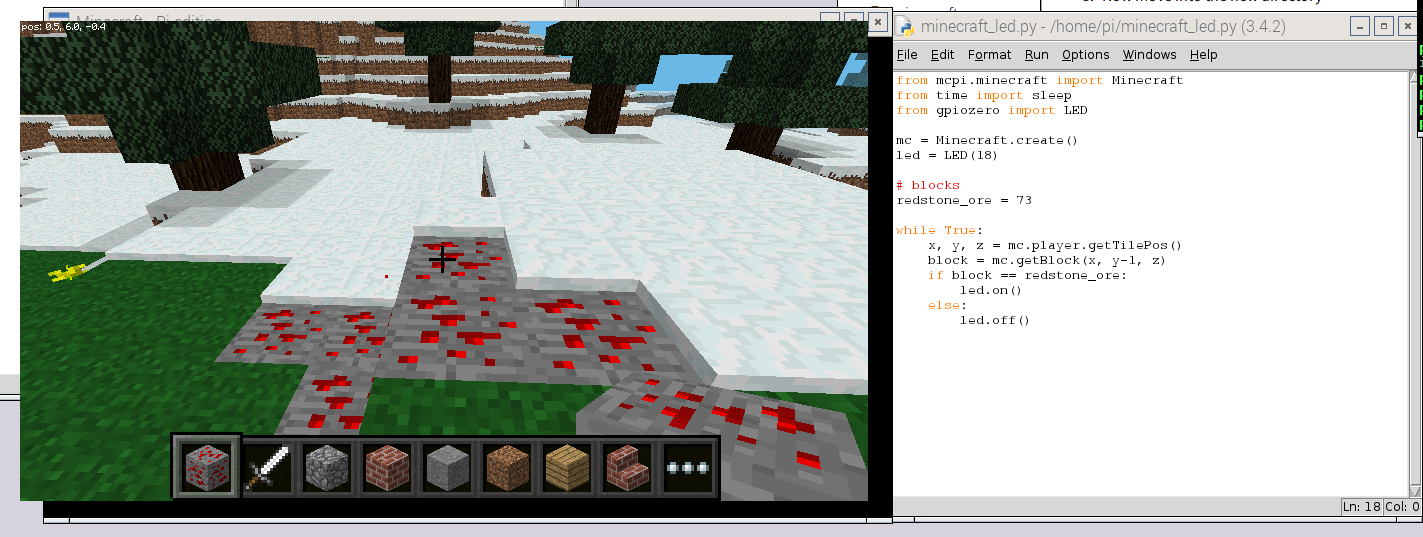 Minecraft - Pi edition
pos: 0.5, 6.0, -0.4
minecraft_led.py - /home/pi/minecraft_led.py (3.4.2)
File Edit Format Run Options Windows Help
from mcpi.minecraft import Minecraft
from time import sleep
from gpiozero import LED
mc = Minecraft.create()
led = LED(18)
# blocks
redstone_ore = 73
while True:
    x, y, z = mc.player.getTilePos()
    block = mc.getBlock(x, y-1, z)
    if block == redstone_ore:
        led.on()
    else:
        led.off()
Ln: 18 Col: 0